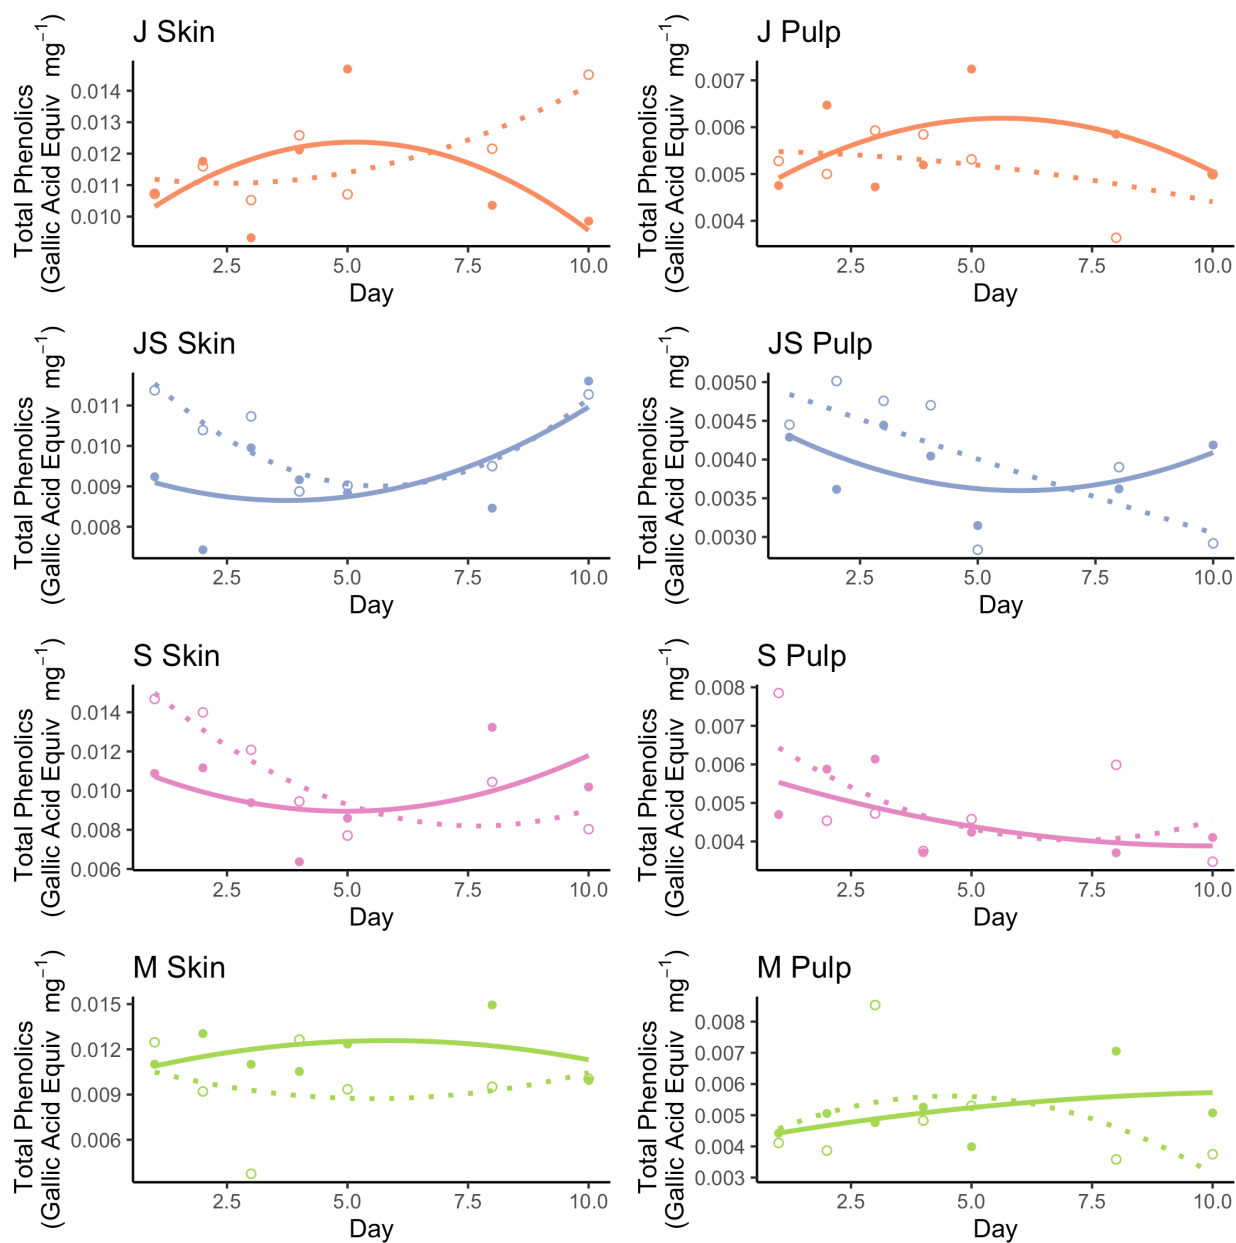 J Skin
Total Phenolics
(Gallic Acid Equiv mg⁻¹)
0.014
0.013
0.012
0.011
0.010
2.5
5.0
7.5
10.0
Day
J Pulp
Total Phenolics
(Gallic Acid Equiv mg⁻¹)
0.007
0.006
0.005
0.004
2.5
5.0
7.5
10.0
Day
JS Skin
Total Phenolics
(Gallic Acid Equiv mg⁻¹)
0.011
0.010
0.009
0.008
2.5
5.0
7.5
10.0
Day
JS Pulp
Total Phenolics
(Gallic Acid Equiv mg⁻¹)
0.0050
0.0045
0.0040
0.0035
0.0030
2.5
5.0
7.5
10.0
Day
S Skin
Total Phenolics
(Gallic Acid Equiv mg⁻¹)
0.014
0.012
0.010
0.008
0.006
2.5
5.0
7.5
10.0
Day
S Pulp
Total Phenolics
(Gallic Acid Equiv mg⁻¹)
0.008
0.007
0.006
0.005
0.004
2.5
5.0
7.5
10.0
Day
M Skin
Total Phenolics
(Gallic Acid Equiv mg⁻¹)
0.015
0.012
0.009
0.006
2.5
5.0
7.5
10.0
Day
M Pulp
Total Phenolics
(Gallic Acid Equiv mg⁻¹)
0.008
0.007
0.006
0.005
0.004
0.003
2.5
5.0
7.5
10.0
Day